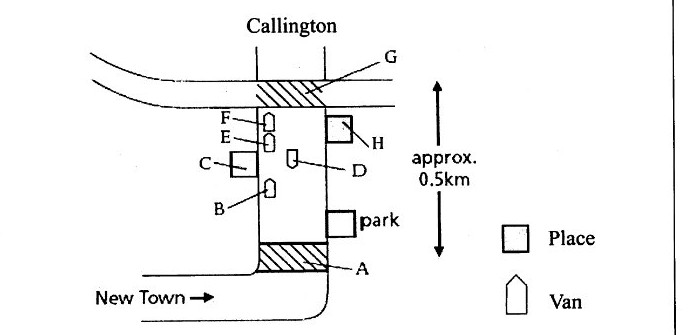 Callington
G
F
E
H
C
D
approx.
0.5km
B
park
Place
A
New Town →
Van